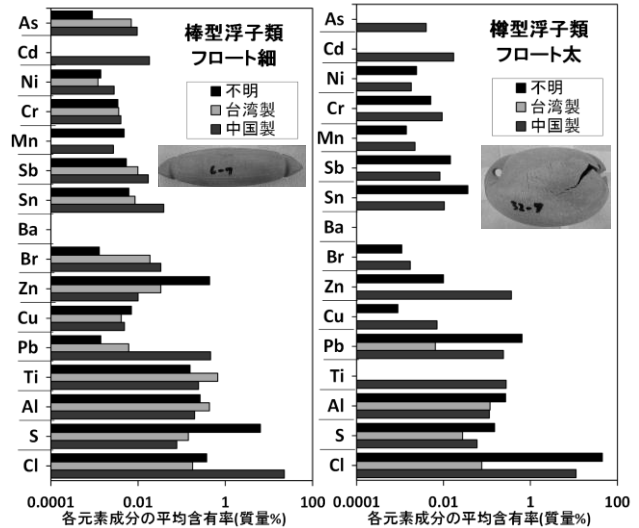 棒型浮子類
フロート細
不明
台湾製
中国製
6-9
As
Cd
Ni
Cr
Mn
Sb
Sn
Ba
Br
Zn
Cu
Pb
Ti
Al
S
Cl
0.0001
0.01
1
100
各元素成分の平均含有率(質量%)
樽型浮子類
フロート太
不明
台湾製
中国製
As
Cd
Ni
Cr
Mn
Sb
Sn
Ba
Br
Zn
Cu
Pb
Ti
Al
S
Cl
0.0001
0.01
1
100
各元素成分の平均含有率(質量%)